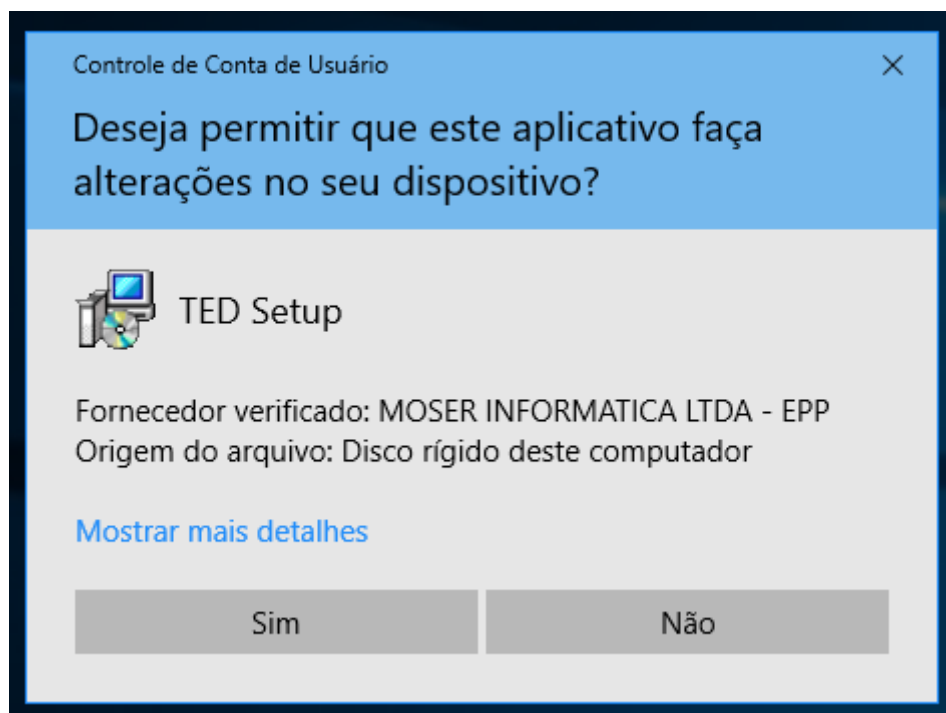 Controle de Conta de Usuário
Deseja permitir que este aplicativo faça
alterações no seu dispositivo?
TED Setup
Fornecedor verificado: MOSER INFORMATICA LTDA - EPP
Origem do arquivo: Disco rígido deste computador
Mostrar mais detalhes
Sim
Não